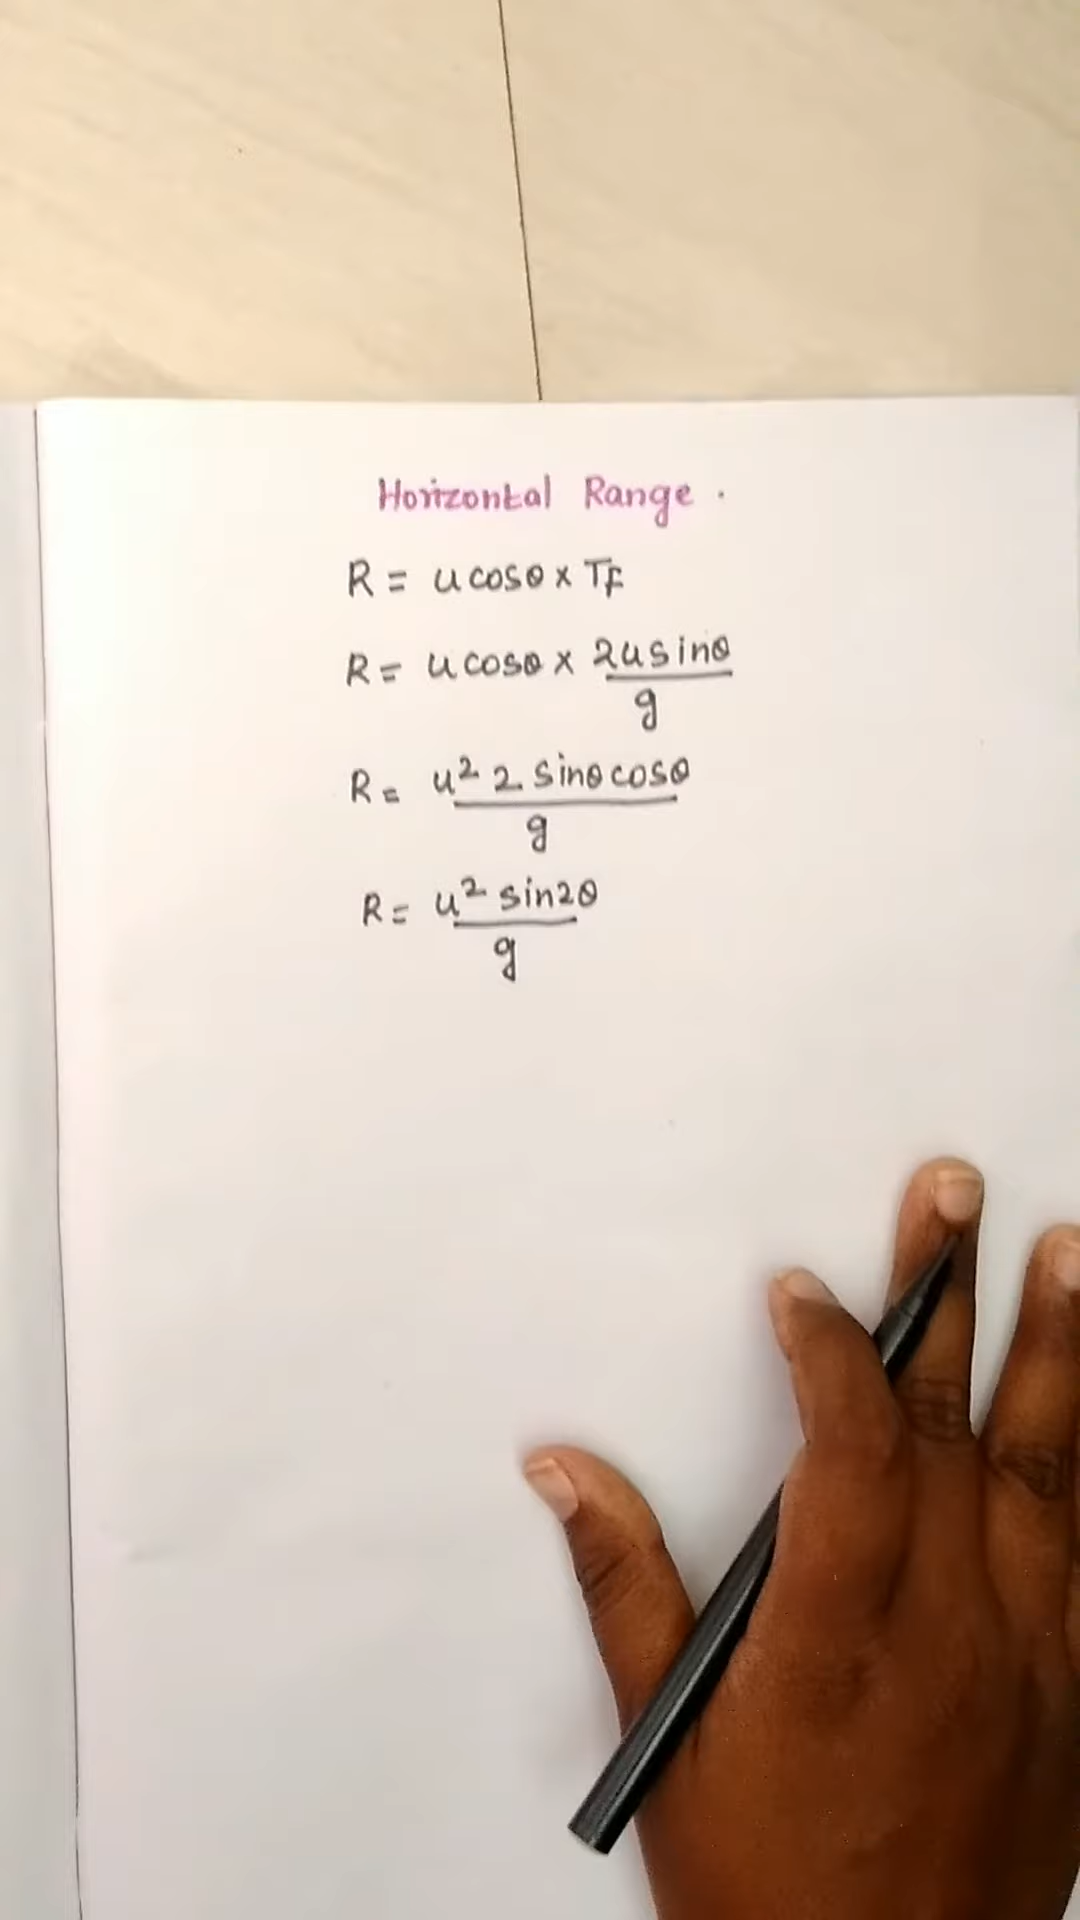 Horizontal Range.
R = u cosθ x TF
R = u cosθ x 2u sinθ / g
R = u² 2 sinθ cosθ / g
R = u² sin2θ / g